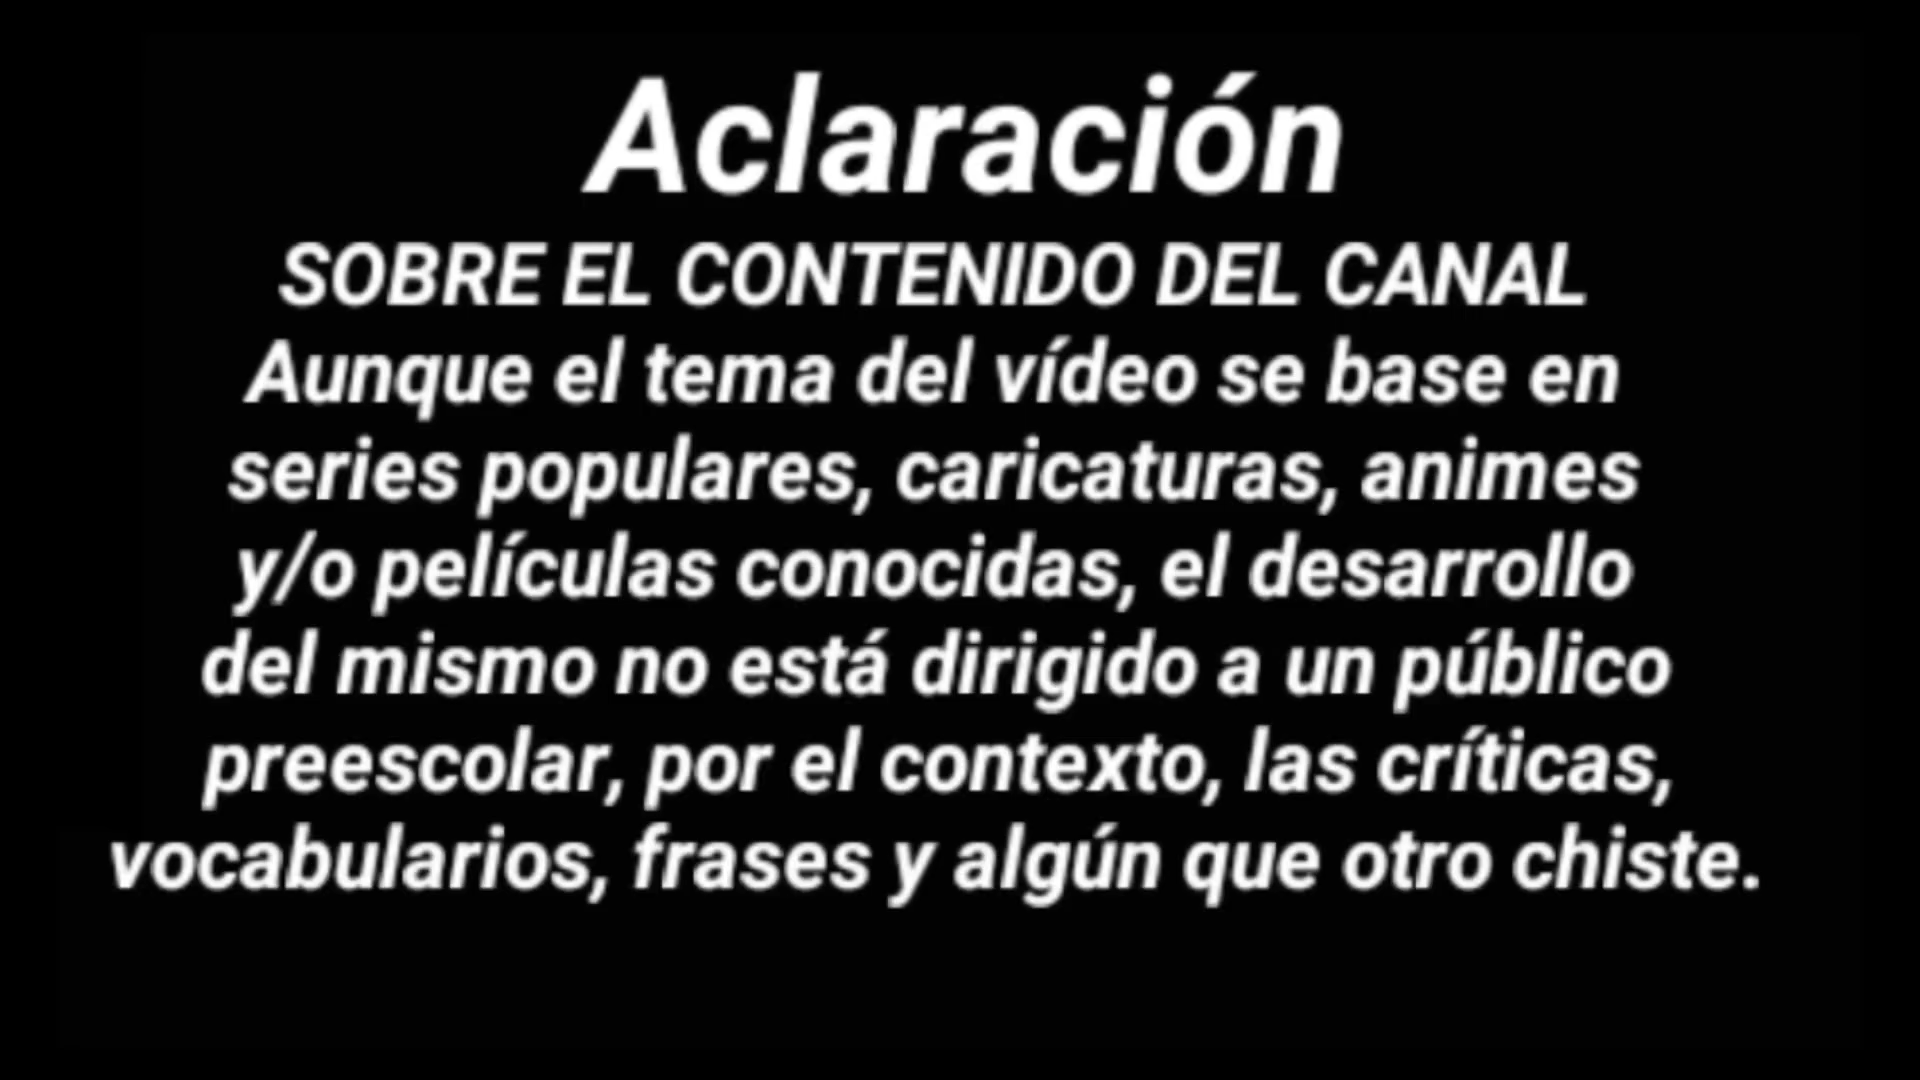 Aclaración
SOBRE EL CONTENIDO DEL CANAL
Aunque el tema del vídeo se base en
series populares, caricaturas, animes
y/o películas conocidas, el desarrollo
del mismo no está dirigido a un público
preescolar, por el contexto, las críticas,
vocabularios, frases y algún que otro chiste.